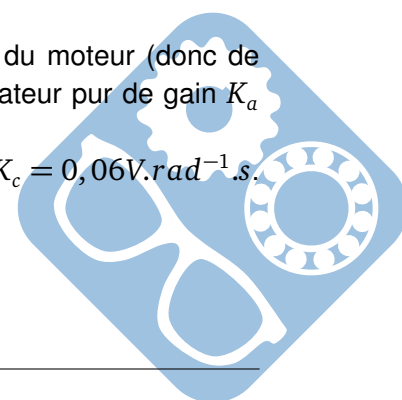 du moteur (donc de
ateur pur de gain K_a
K_c = 0,06V.rad^{-1}.s.